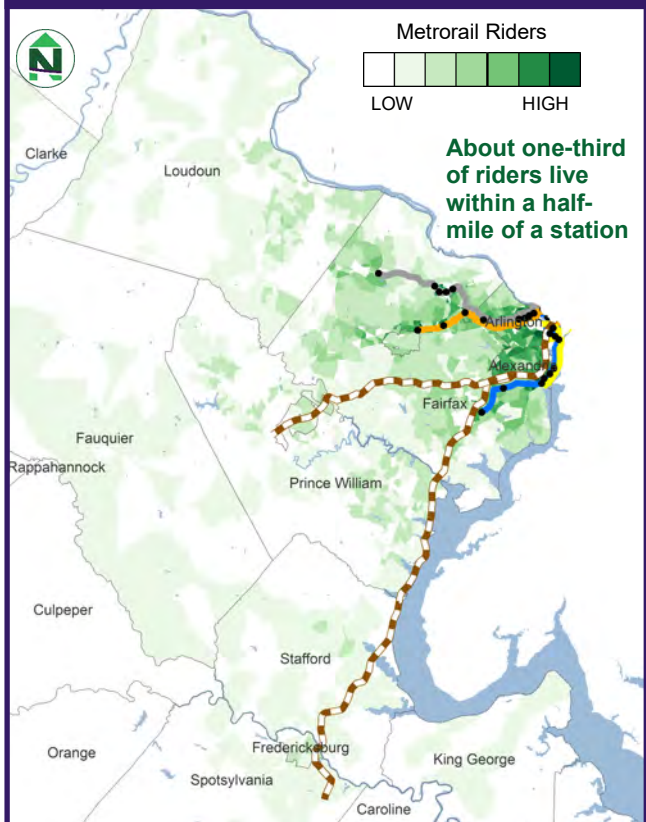 N
Metrorail Riders
LOW HIGH
About one-third
of riders live
within a half-
mile of a station
Clarke
Loudoun
Arlington
Alexandria
Fairfax
Fauquier
Rappahannock
Prince William
Culpeper
Stafford
Orange
Fredericksburg
King George
Spotsylvania
Caroline